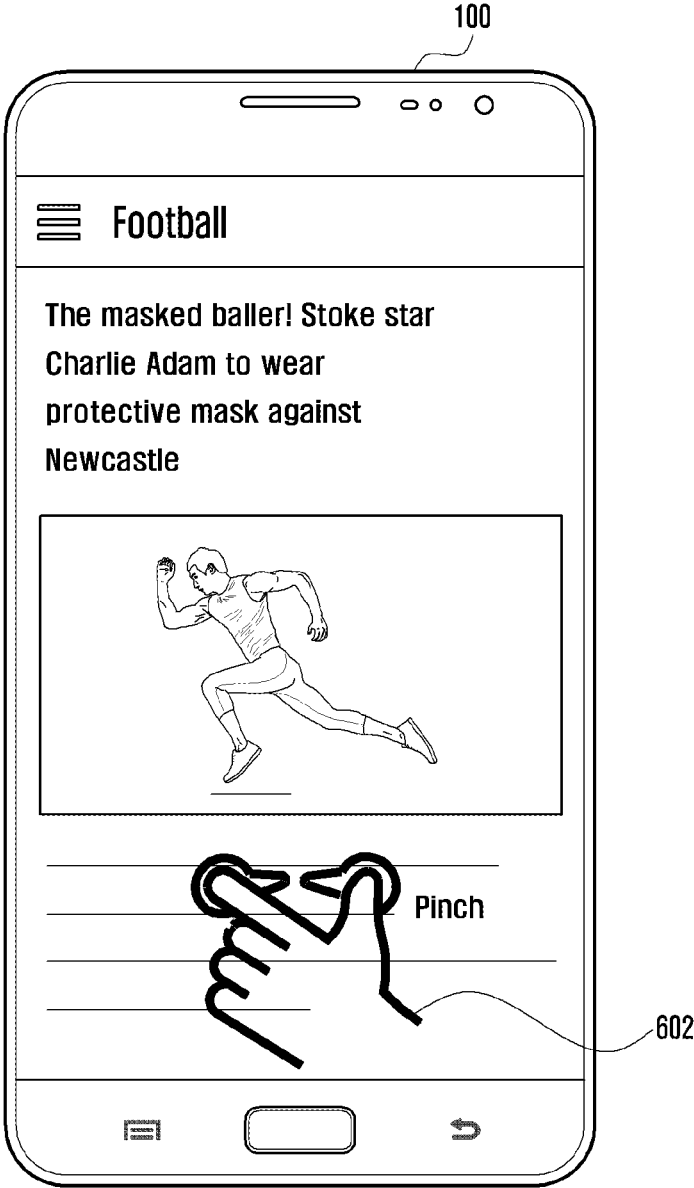 100
Football
The masked baller! Stoke star
Charlie Adam to wear
protective mask against
Newcastle
Pinch
602